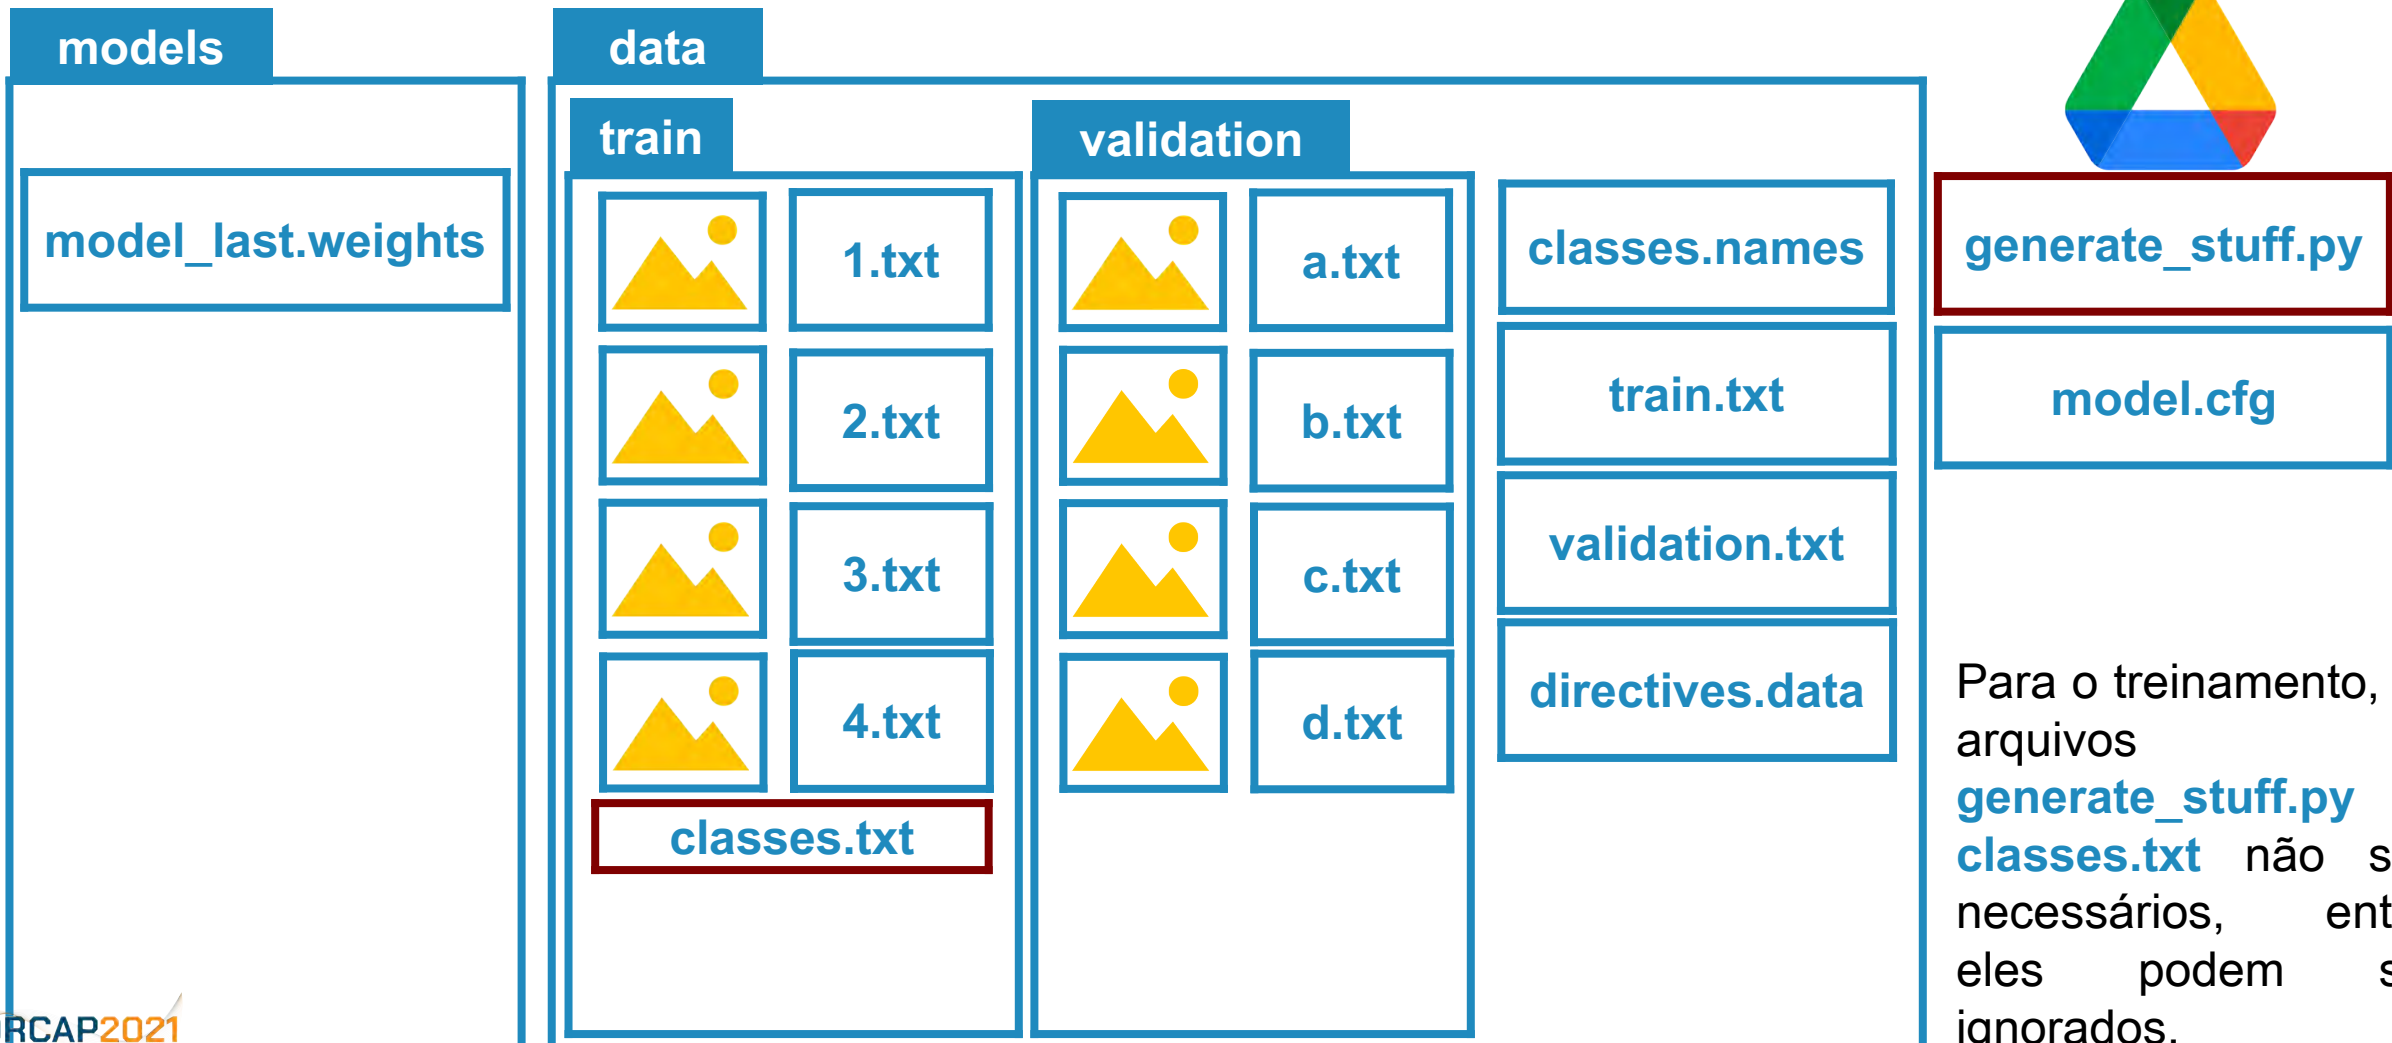 models
model_last.weights
data
train
1.txt
2.txt
3.txt
4.txt
classes.txt
validation
a.txt
b.txt
c.txt
d.txt
classes.names
train.txt
validation.txt
directives.data
generate_stuff.py
model.cfg
Para o treinamento,
arquivos
generate_stuff.py
classes.txt não s
necessários, ent
eles podem s
ignorados.
RCAP2021